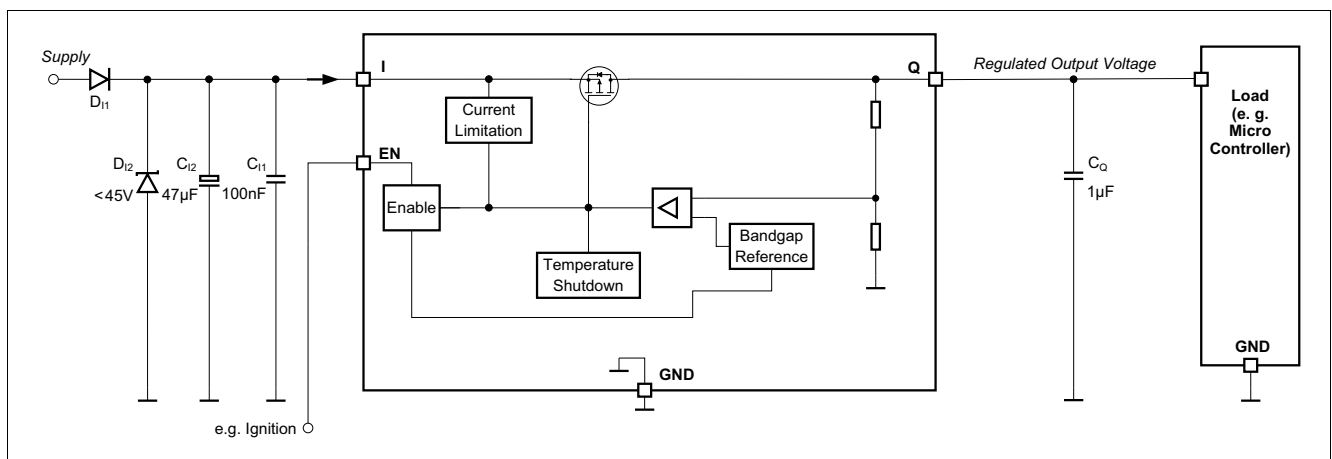 Supply
I
Q
Regulated Output Voltage
D_I1
Current
Limitation
Load
(e. g.
Micro
Controller)
EN
D_I2
<45V
C_I2
47µF
C_I1
100nF
C_Q
1µF
Enable
Bandgap
Reference
Temperature
Shutdown
GND
GND
e.g. Ignition